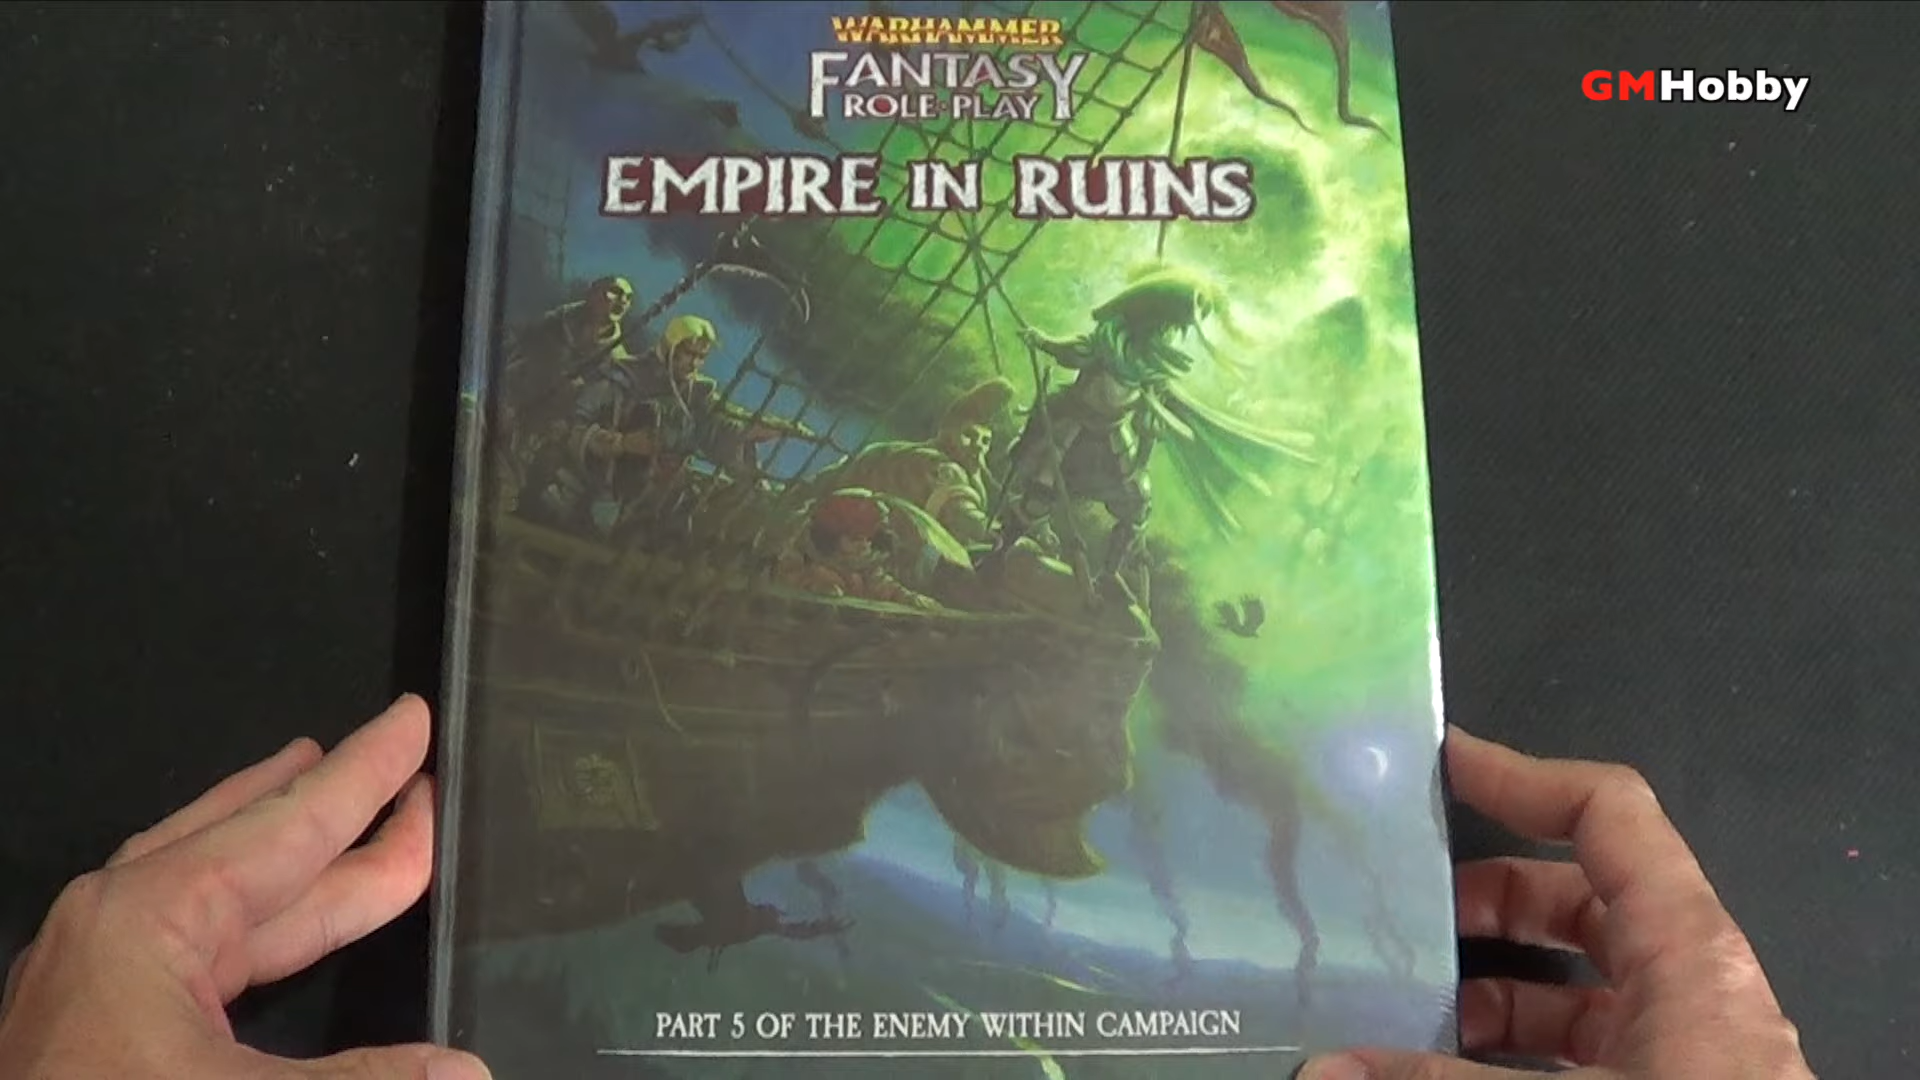 WARHAMMER
FANTASY
ROLE·PLAY
GMHobby
EMPIRE IN RUINS
PART 5 OF THE ENEMY WITHIN CAMPAIGN